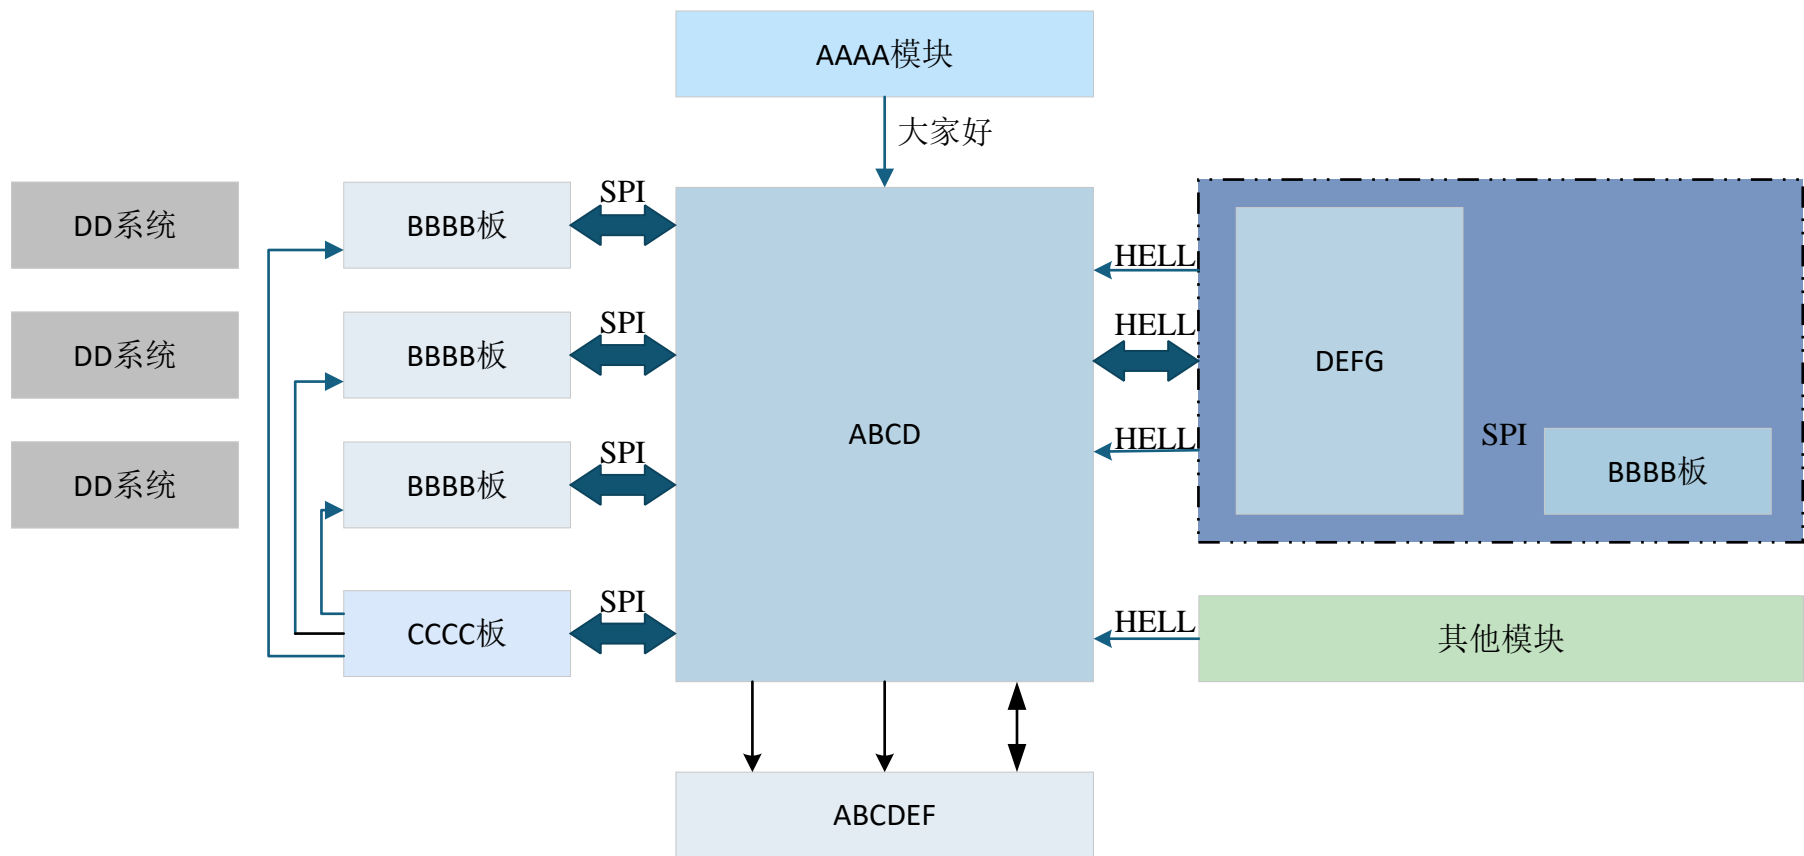 AAAA模块
大家好
DD系统
BBBB板
SPI
HELL
DD系统
BBBB板
SPI
HELL
DEFG
DD系统
BBBB板
SPI
ABCD
HELL
SPI
BBBB板
CCCC板
SPI
HELL
其他模块
ABCDEF